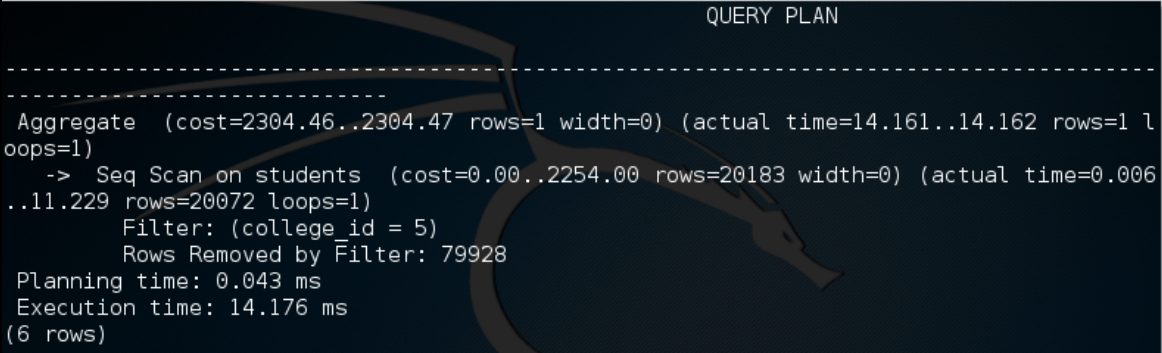 QUERY PLAN
--------------------------------------------------------------------------------------
-----------------------------
Aggregate  (cost=2304.46..2304.47 rows=1 width=0) (actual time=14.161..14.162 rows=1 l
oops=1)
  ->  Seq Scan on students  (cost=0.00..2254.00 rows=20183 width=0) (actual time=0.006
..11.229 rows=20072 loops=1)
        Filter: (college_id = 5)
        Rows Removed by Filter: 79928
Planning time: 0.043 ms
Execution time: 14.176 ms
(6 rows)